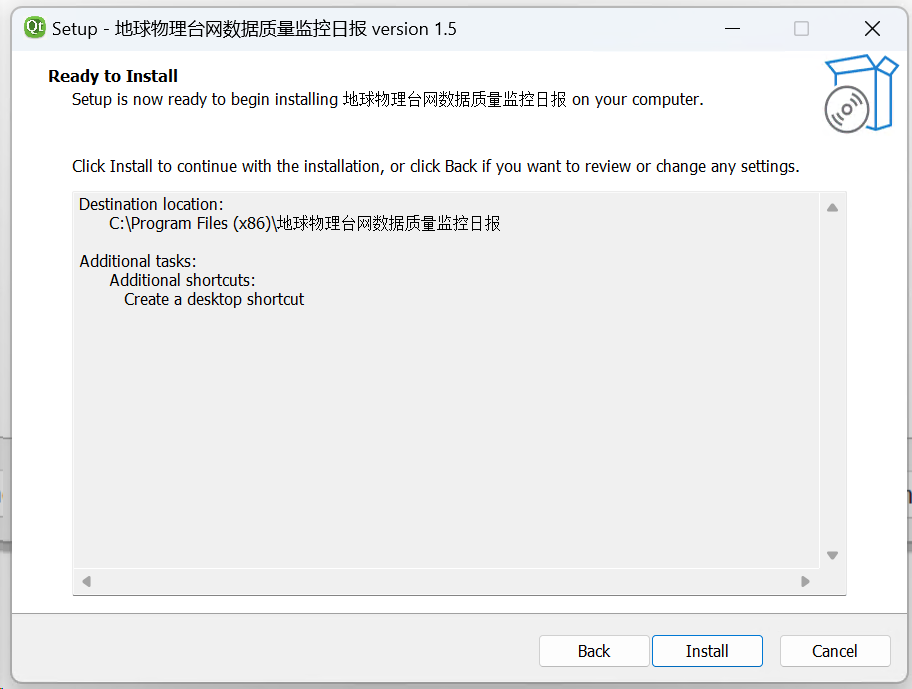 Qt Setup - 地球物理台网数据质量监控日报 version 1.5
Ready to Install
Setup is now ready to begin installing 地球物理台网数据质量监控日报 on your computer.
Click Install to continue with the installation, or click Back if you want to review or change any settings.
Destination location:
C:\Program Files (x86)\地球物理台网数据质量监控日报
Additional tasks:
Additional shortcuts:
Create a desktop shortcut
Back Install Cancel